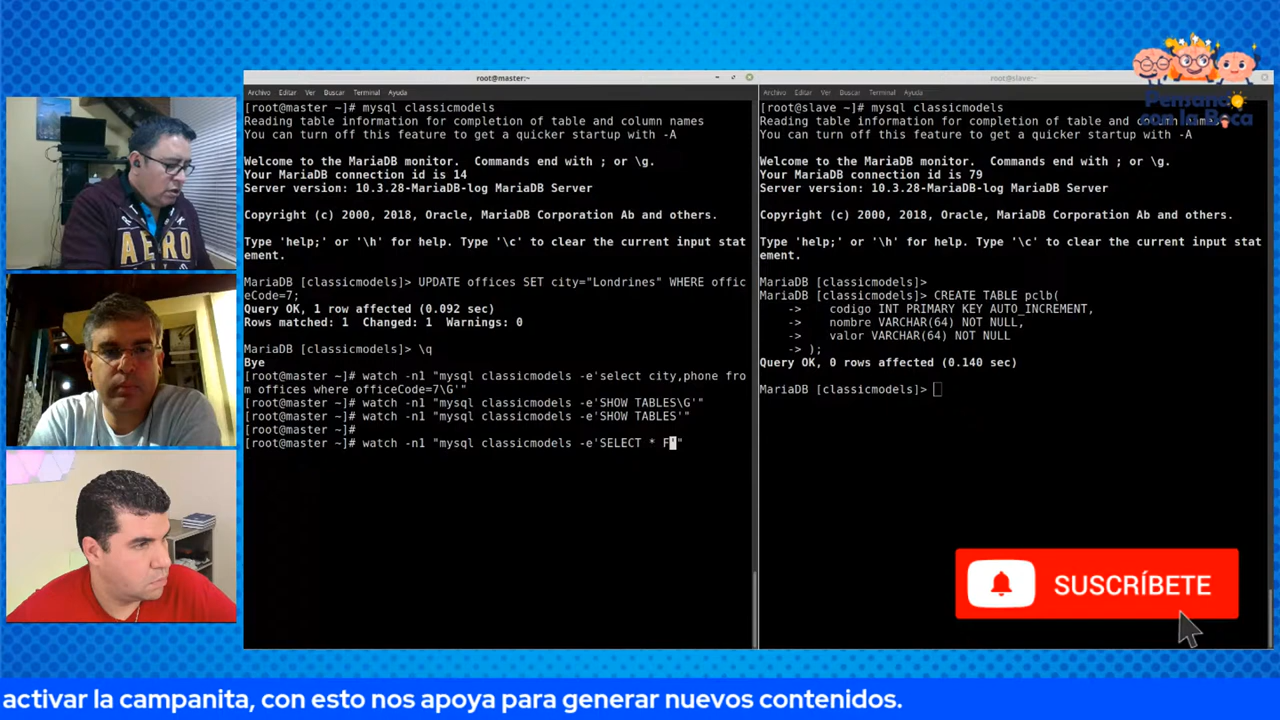 root@master:~
Archivo Editar Ver Buscar Terminal Ayuda
[root@master ~]# mysql classicmodels
Reading table information for completion of table and column names
You can turn off this feature to get a quicker startup with -A
Welcome to the MariaDB monitor.  Commands end with ; or \g.
Your MariaDB connection id is 14
Server version: 10.3.28-MariaDB-log MariaDB Server
Copyright (c) 2000, 2018, Oracle, MariaDB Corporation Ab and others.
Type 'help;' or '\h' for help. Type '\c' to clear the current input stat
ement.
MariaDB [classicmodels]> UPDATE offices SET city="Londrines" WHERE offic
eCode=7;
Query OK, 1 row affected (0.092 sec)
Rows matched: 1  Changed: 1  Warnings: 0
MariaDB [classicmodels]> \q
Bye
[root@master ~]# watch -n1 "mysql classicmodels -e'select city,phone fro
m offices where officeCode=7\G'"
[root@master ~]# watch -n1 "mysql classicmodels -e'SHOW TABLES\G'"
[root@master ~]# watch -n1 "mysql classicmodels -e'SHOW TABLES'"
[root@master ~]#
[root@master ~]# watch -n1 "mysql classicmodels -e'SELECT * F'"
root@slave:~
Archivo Editar Ver Buscar Terminal Ayuda
[root@slave ~]# mysql classicmodels
Reading table information for completion of table and column names
You can turn off this feature to get a quicker startup with -A
Welcome to the MariaDB monitor.  Commands end with ; or \g.
Your MariaDB connection id is 79
Server version: 10.3.28-MariaDB-log MariaDB Server
Copyright (c) 2000, 2018, Oracle, MariaDB Corporation Ab and others.
Type 'help;' or '\h' for help. Type '\c' to clear the current input stat
ement.
MariaDB [classicmodels]>
MariaDB [classicmodels]> CREATE TABLE pclb(
-> codigo INT PRIMARY KEY AUTO_INCREMENT,
-> nombre VARCHAR(64) NOT NULL,
-> valor VARCHAR(64) NOT NULL
-> );
Query OK, 0 rows affected (0.140 sec)
MariaDB [classicmodels]>
Pensando
con la Boca
AERO
SUSCRÍBETE
activar la campanita, con esto nos apoya para generar nuevos contenidos.